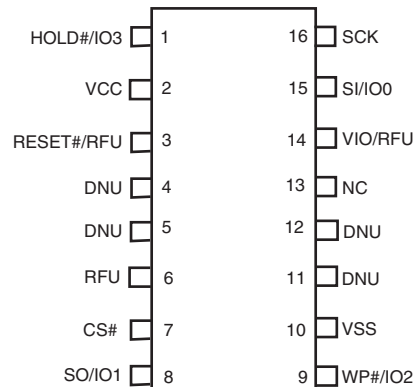 HOLD#/IO3 1 16 SCK
VCC 2 15 SI/IO0
RESET#/RFU 3 14 VIO/RFU
DNU 4 13 NC
DNU 5 12 DNU
RFU 6 11 DNU
CS# 7 10 VSS
SO/IO1 8 9 WP#/IO2